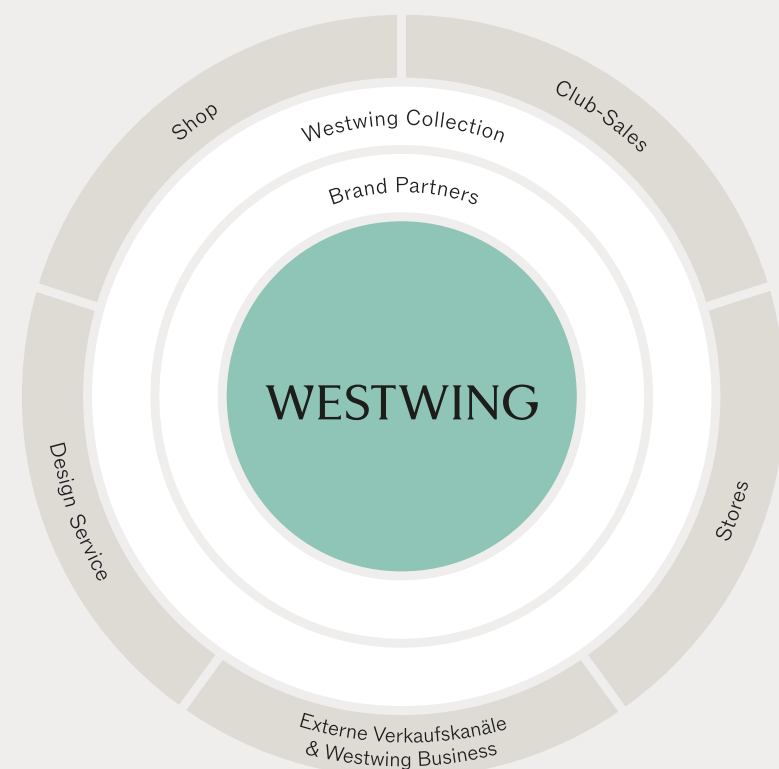 Shop
Club-Sales
Westwing Collection
Brand Partners
WESTWING
Design Service
Stores
Externe Verkaufskanäle
& Westwing Business